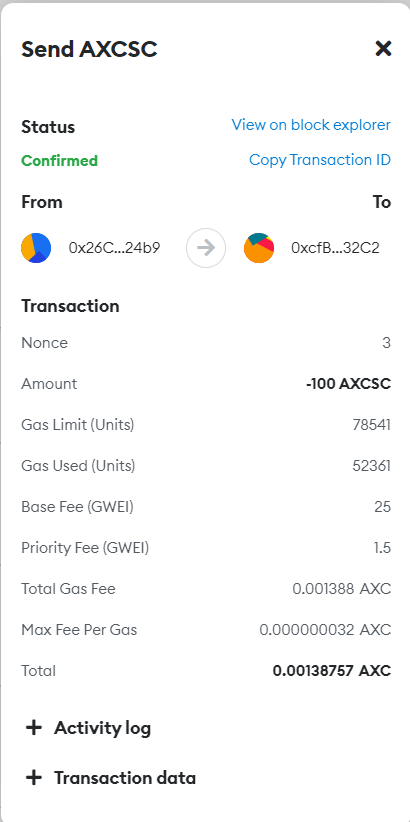 Send AXCSC
Status View on block explorer
Confirmed Copy Transaction ID
From To
0x26C...24b9 0xcfB...32C2
Transaction
Nonce 3
Amount -100 AXCSC
Gas Limit (Units) 78541
Gas Used (Units) 52361
Base Fee (GWEI) 25
Priority Fee (GWEI) 1.5
Total Gas Fee 0.001388 AXC
Max Fee Per Gas 0.000000032 AXC
Total 0.00138757 AXC
+ Activity log
+ Transaction data